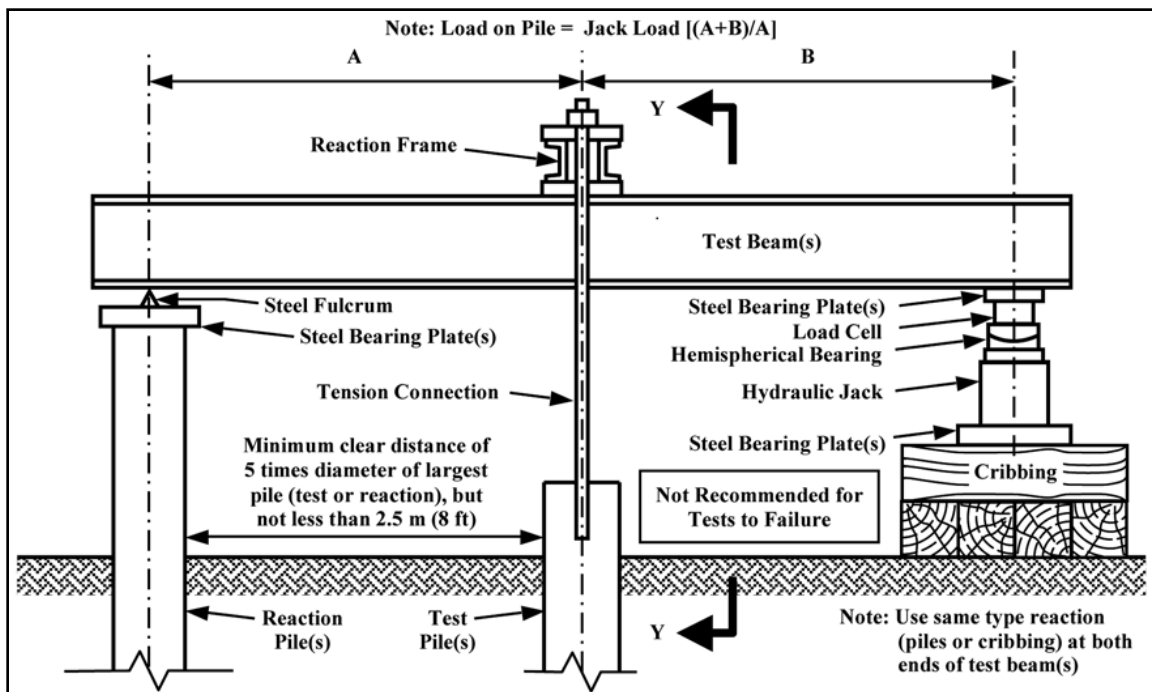 Note: Load on Pile = Jack Load [(A+B)/A]
A
B
Y
Reaction Frame
Test Beam(s)
Steel Fulcrum
Steel Bearing Plate(s)
Steel Bearing Plate(s)
Load Cell
Hemispherical Bearing
Tension Connection
Hydraulic Jack
Minimum clear distance of
5 times diameter of largest
pile (test or reaction), but
not less than 2.5 m (8 ft)
Steel Bearing Plate(s)
Cribbing
Not Recommended for
Tests to Failure
Reaction
Pile(s)
Test
Pile(s)
Y
Note: Use same type reaction
(piles or cribbing) at both
ends of test beam(s)